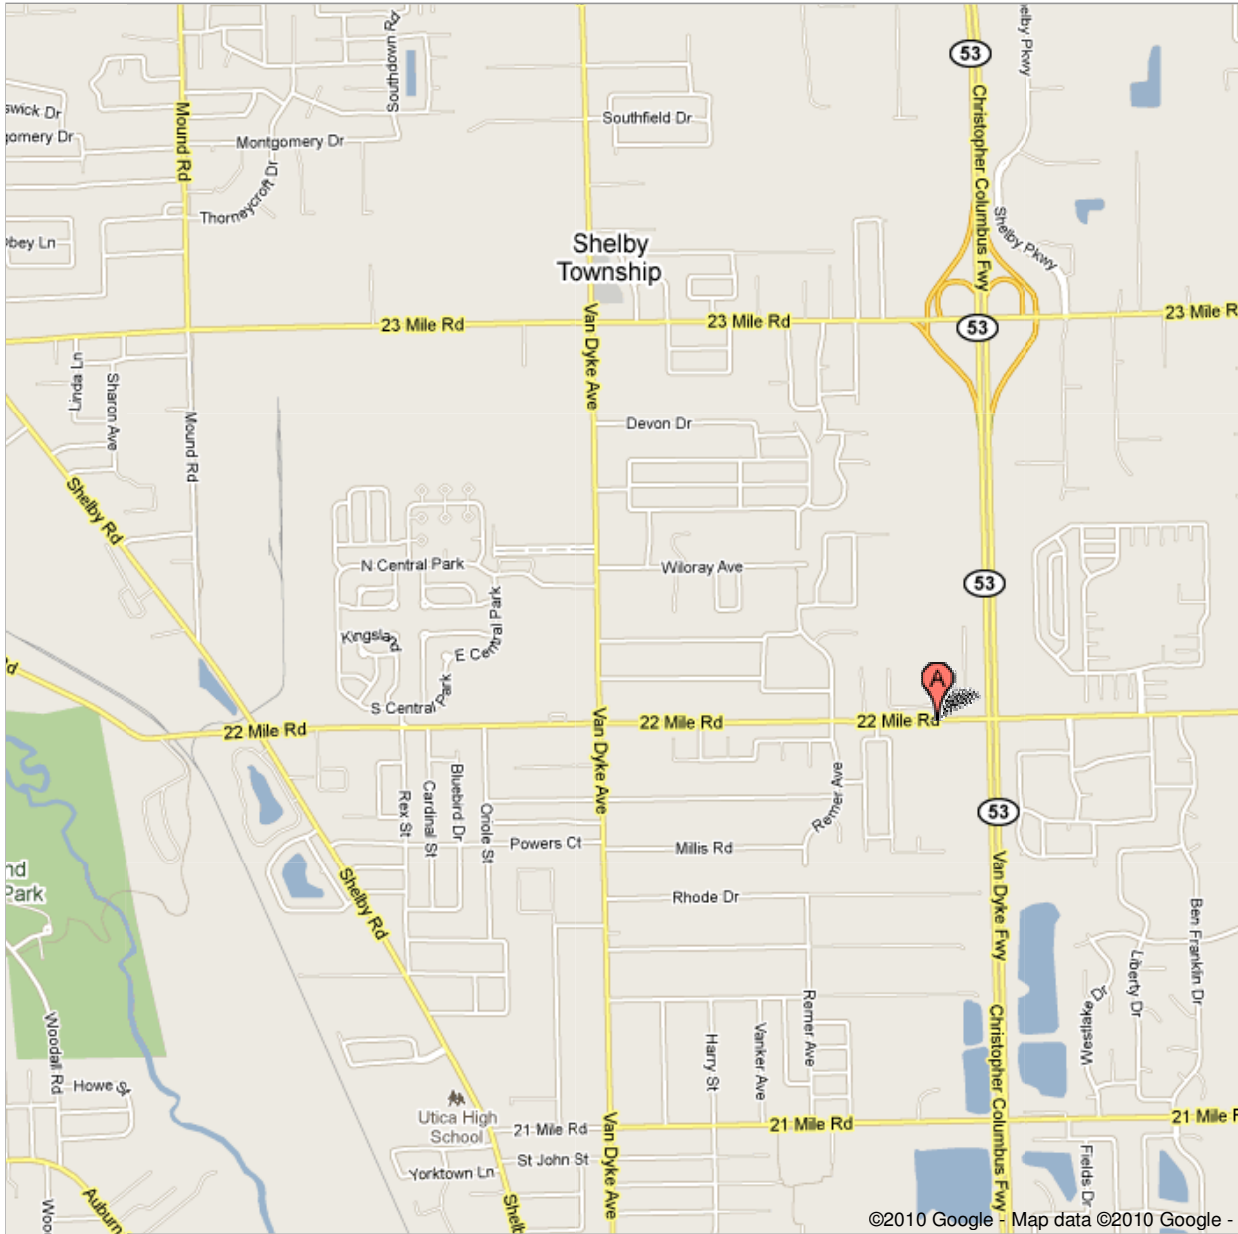 53
elby Pkwy
Southdown Rd
swick Dr
gomery Dr
Mound Rd
Montgomery Dr
Southfield Dr
Christopher Columbus Fwy
Thorneycroft Dr
bey Ln
Shelby
Township
Shelby Pkwy
23 Mile Rd
23 Mile Rd
53
23 Mile R
Van Dyke Ave
Linda Ln
Sharon Ave
Mound Rd
Devon Dr
Shelby Rd
N Central Park
Wiloray Ave
53
Kingsland
E Central Park
S Central Park
d
A
22 Mile Rd
22 Mile Rd
22 Mile Rd
Van Dyke Ave
Rex St
Cardinal St
Bluebird Dr
Oriole St
Remer Ave
53
Powers Ct
Millis Rd
nd
Park
Shelby Rd
Rhode Dr
Van Dyke Fwy
Ben Franklin Dr
Liberty Dr
Westlake Dr
Woodall Rd
Howe St
Harry St
Vanker Ave
Remer Ave
Christopher Columbus Fwy
Utica High
School
21 Mile Rd
Van Dyke Ave
21 Mile Rd
21 Mile R
St John St
Yorktown Ln
Fields Dr
Auburn
Woo
Shelb
©2010 Google - Map data ©2010 Google -